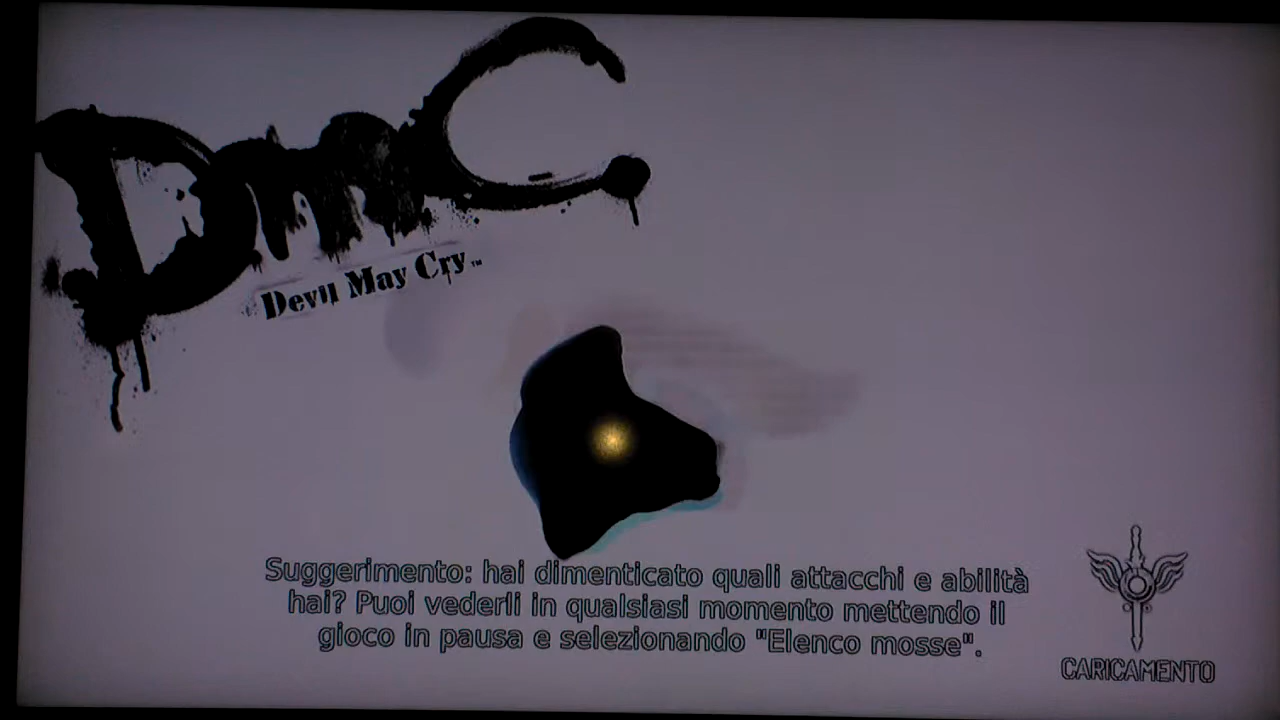 DmC
Devil May Cry™
Suggerimento: hai dimenticato quali attacchi e abilità
hai? Puoi vederli in qualsiasi momento mettendo il
gioco in pausa e selezionando "Elenco mosse".
CARICAMENTO